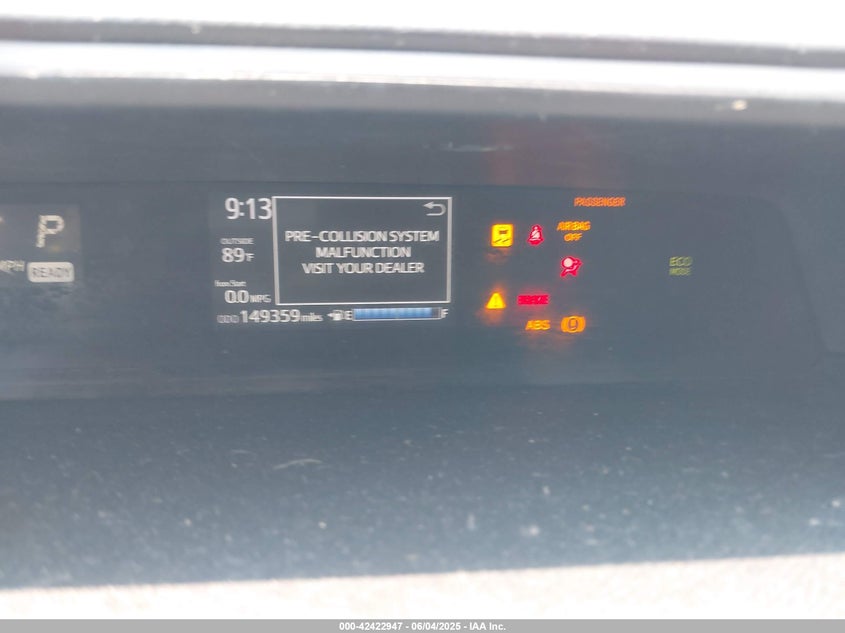 P
MPH READY
9:13
OUTSIDE
89°F
0.0 MPG
ODO 149359 miles
E F
PRE-COLLISION SYSTEM
MALFUNCTION
VISIT YOUR DEALER
PASSENGER
AIRBAG
OFF
BRAKE
ABS
ECO
MODE
000-42422947 - 06/04/2025 - IAA Inc.